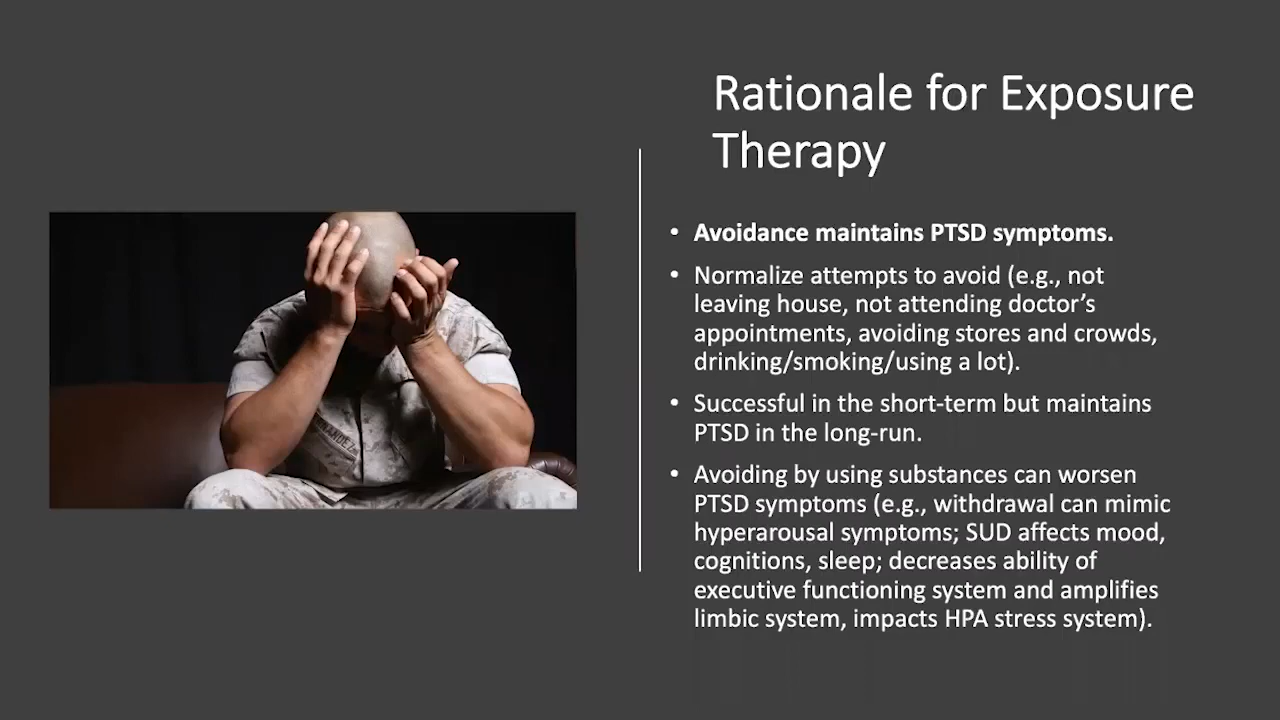 Rationale for Exposure
Therapy
• Avoidance maintains PTSD symptoms.
• Normalize attempts to avoid (e.g., not
leaving house, not attending doctor’s
appointments, avoiding stores and crowds,
drinking/smoking/using a lot).
• Successful in the short-term but maintains
PTSD in the long-run.
• Avoiding by using substances can worsen
PTSD symptoms (e.g., withdrawal can mimic
hyperarousal symptoms; SUD affects mood,
cognitions, sleep; decreases ability of
executive functioning system and amplifies
limbic system, impacts HPA stress system).